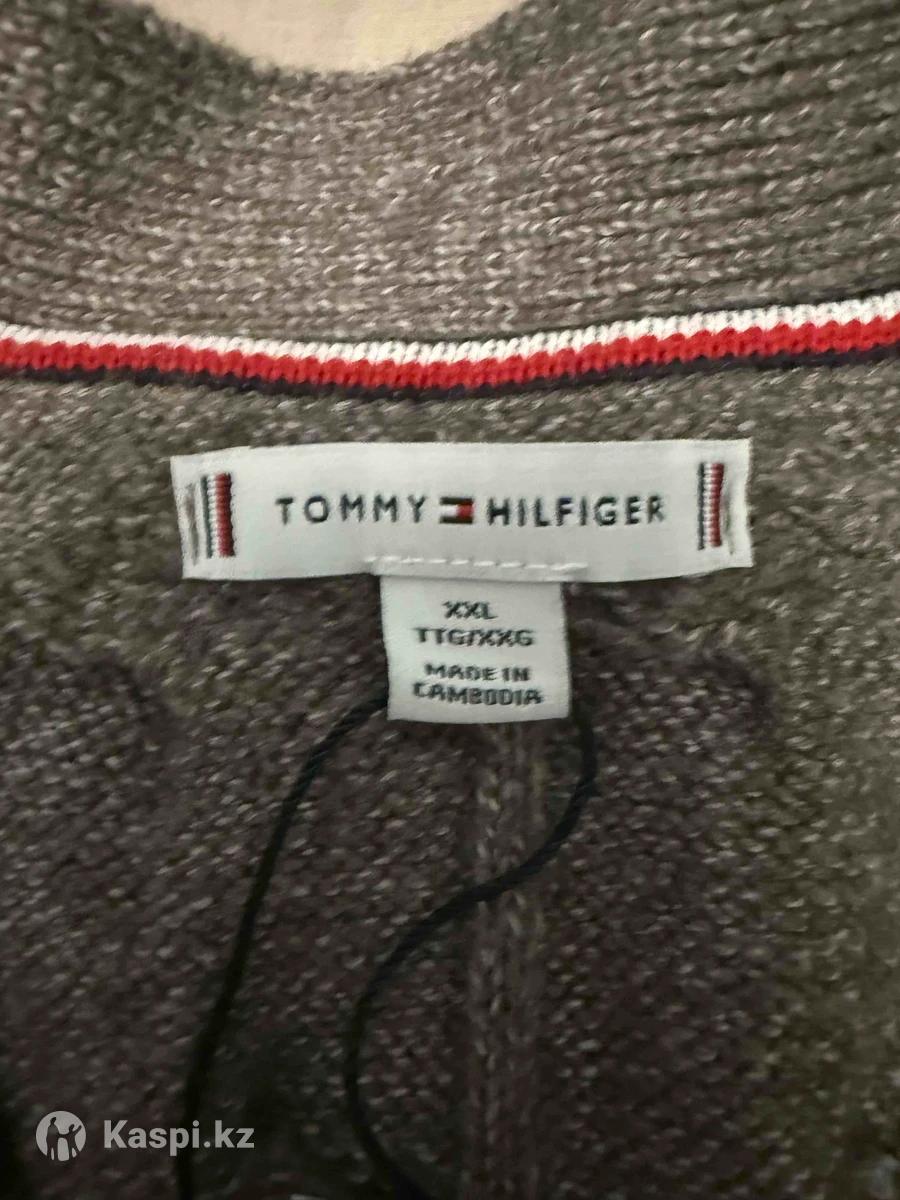 TOMMY HILFIGER
XXL
TTG/XXG
MADE IN
CAMBODIA
Kaspi.kz